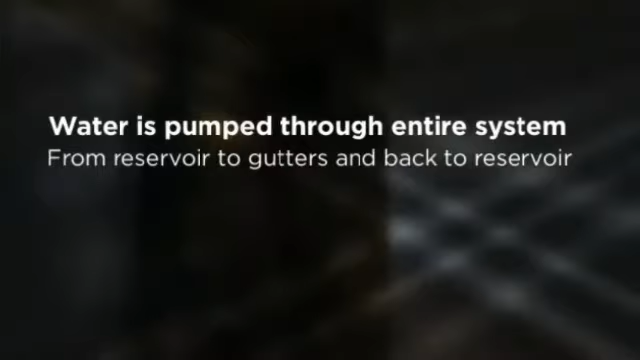 Water is pumped through entire system
From reservoir to gutters and back to reservoir